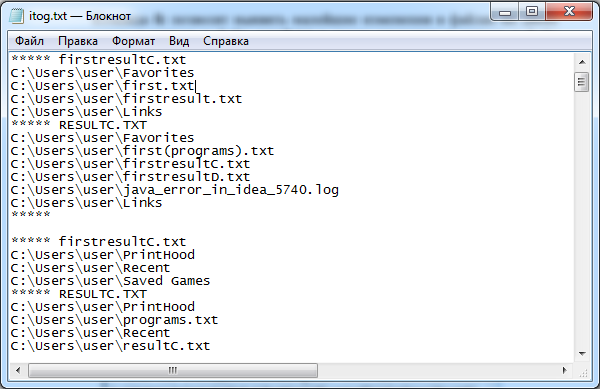 itog.txt — Блокнот
Файл Правка Формат Вид Справка
***** firstresultC.txt
C:\Users\user\Favorites
C:\Users\user\first.txt
C:\Users\user\firstresult.txt
C:\Users\user\Links
***** RESULTC.TXT
C:\Users\user\Favorites
C:\Users\user\first(programs).txt
C:\Users\user\firstresultC.txt
C:\Users\user\firstresultD.txt
C:\Users\user\java_error_in_idea_5740.log
C:\Users\user\Links
*****
***** firstresultC.txt
C:\Users\user\PrintHood
C:\Users\user\Recent
C:\Users\user\Saved Games
***** RESULTC.TXT
C:\Users\user\PrintHood
C:\Users\user\programs.txt
C:\Users\user\Recent
C:\Users\user\resultC.txt